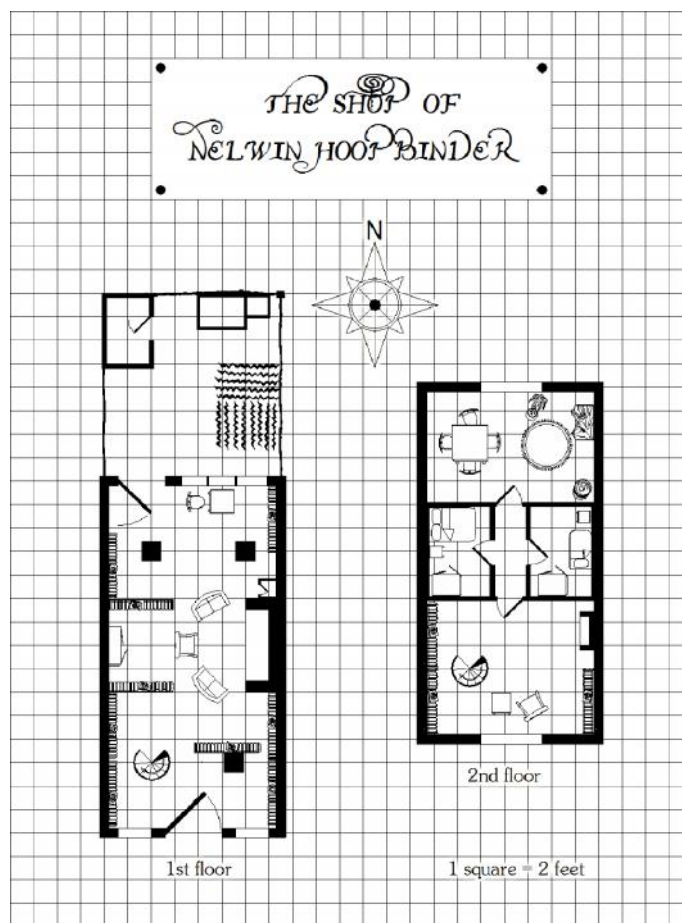 THE SHOP OF
NELWIN HOOPBINDER
N
2nd floor
1st floor
1 square = 2 feet